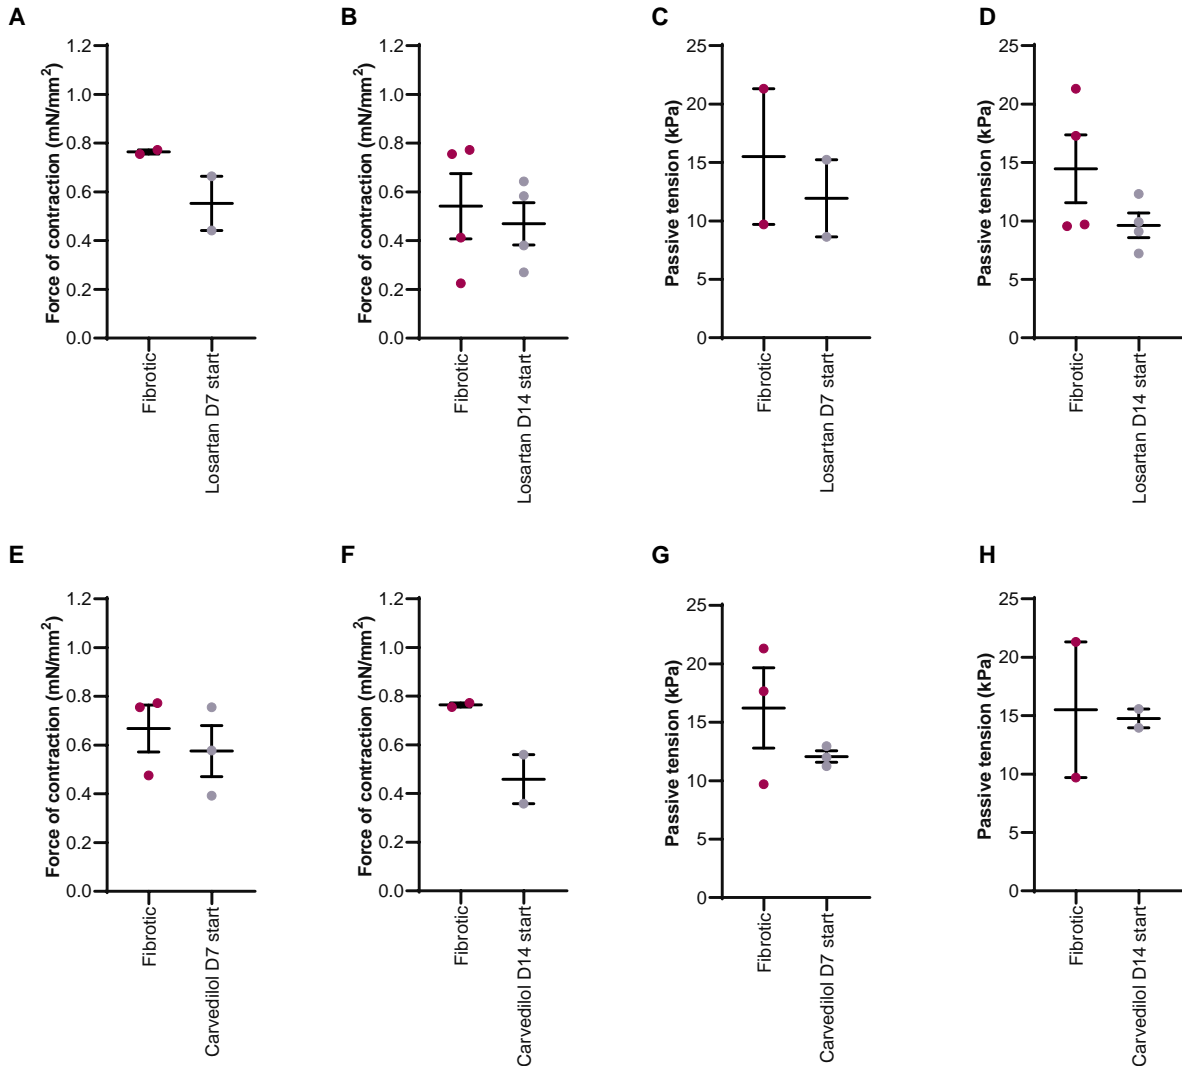 A
Force of contraction (mN/mm²)
1.2
1.0
0.8
0.6
0.4
0.2
0.0
Fibrotic
Losartan D7 start
B
Force of contraction (mN/mm²)
1.2
1.0
0.8
0.6
0.4
0.2
0.0
Fibrotic
Losartan D14 start
C
Passive tension (kPa)
25
20
15
10
5
0
Fibrotic
Losartan D7 start
D
Passive tension (kPa)
25
20
15
10
5
0
Fibrotic
Losartan D14 start
E
Force of contraction (mN/mm²)
1.2
1.0
0.8
0.6
0.4
0.2
0.0
Fibrotic
Carvedilol D7 start
F
Force of contraction (mN/mm²)
1.2
1.0
0.8
0.6
0.4
0.2
0.0
Fibrotic
Carvedilol D14 start
G
Passive tension (kPa)
25
20
15
10
5
0
Fibrotic
Carvedilol D7 start
H
Passive tension (kPa)
25
20
15
10
5
0
Fibrotic
Carvedilol D14 start